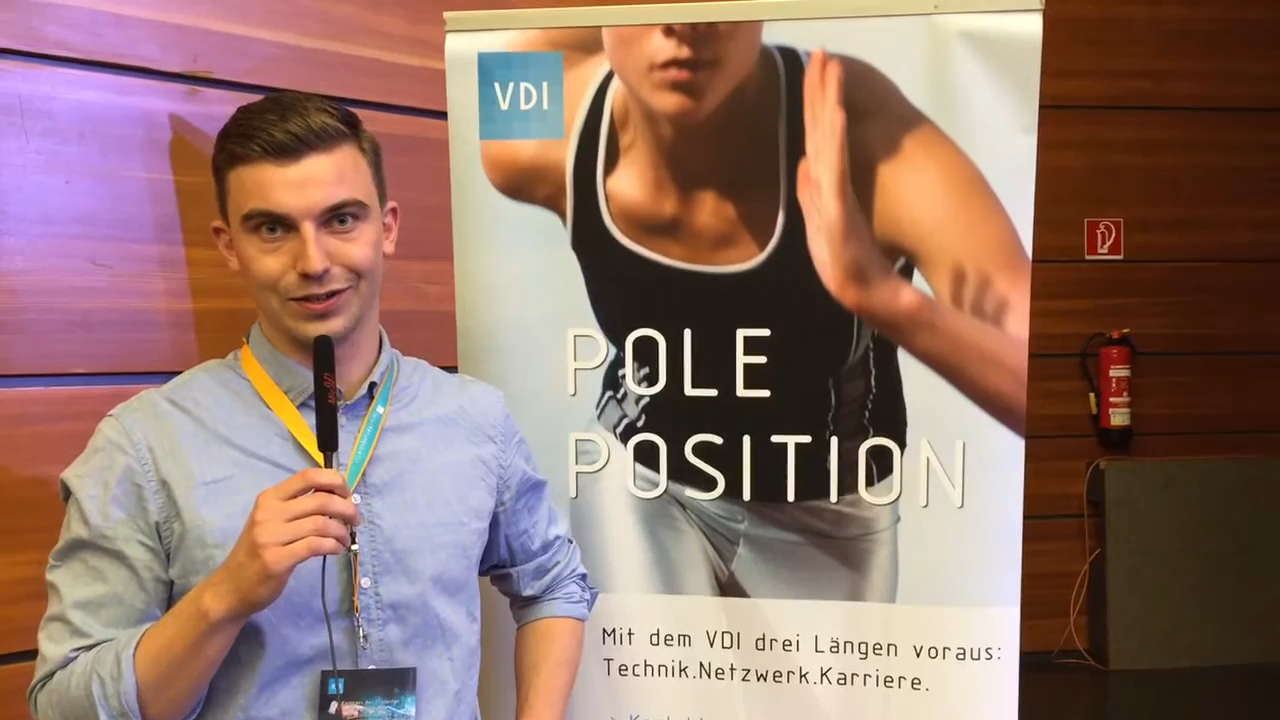 VDI
POLE
POSITION
Mit dem VDI drei Längen voraus:
Technik.Netzwerk.Karriere.